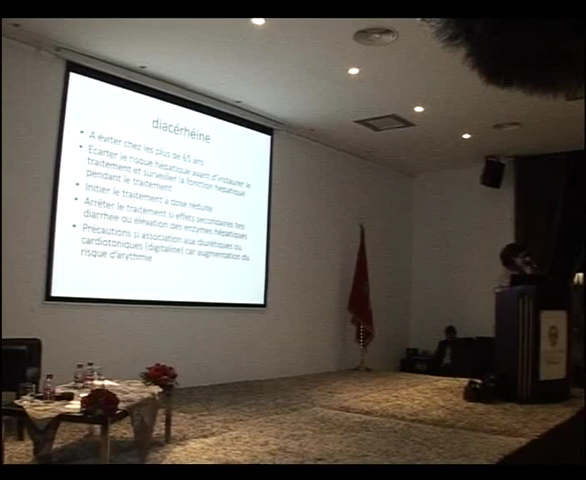 diacérhéine
• A éviter chez les plus de 65 ans
• Écarter le risque hépatique avant d'instaurer le
traitement et surveiller la fonction hépatique
pendant le traitement
• Initier le traitement à dose réduite
• Arrêter le traitement si effets secondaires tles
diarrhée ou élévation des enzymes hépatiques
• Précautions si association aux diurétiques ou
cardiotoniques (digitaline) car augmentation du
risque d'arythmie